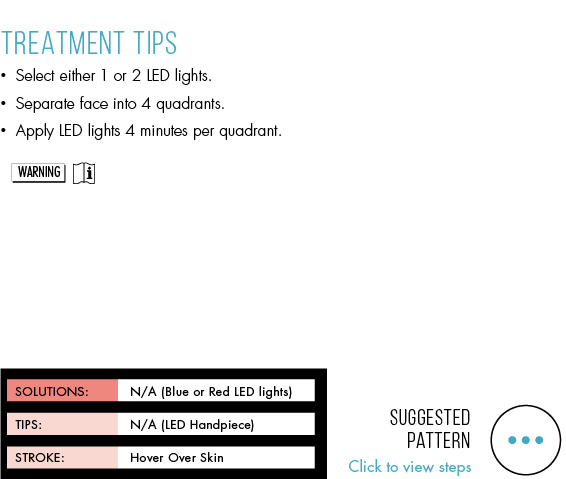 TREATMENT TIPS
• Select either 1 or 2 LED lights.
• Separate face into 4 quadrants.
• Apply LED lights 4 minutes per quadrant.
WARNING i
SOLUTIONS: N/A (Blue or Red LED lights)
TIPS: N/A (LED Handpiece)
STROKE: Hover Over Skin
SUGGESTED
PATTERN
Click to view steps